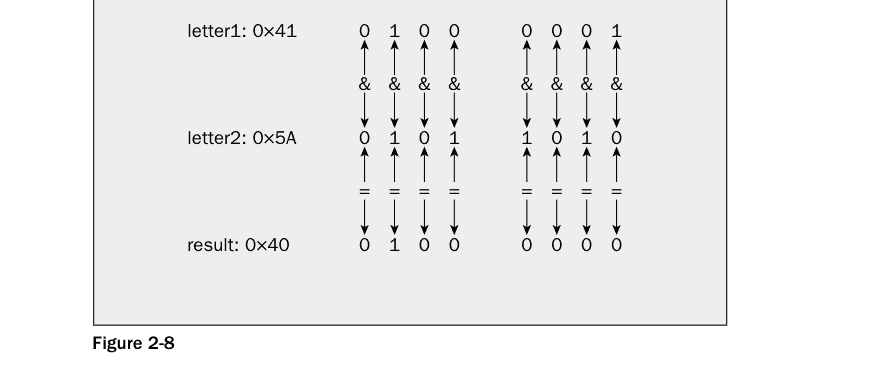 letter1: 0×41 0 1 0 0 0 0 0 1
& & & & & & & &
letter2: 0×5A 0 1 0 1 1 0 1 0
= = = = = = = =
result: 0×40 0 1 0 0 0 0 0 0
Figure 2-8